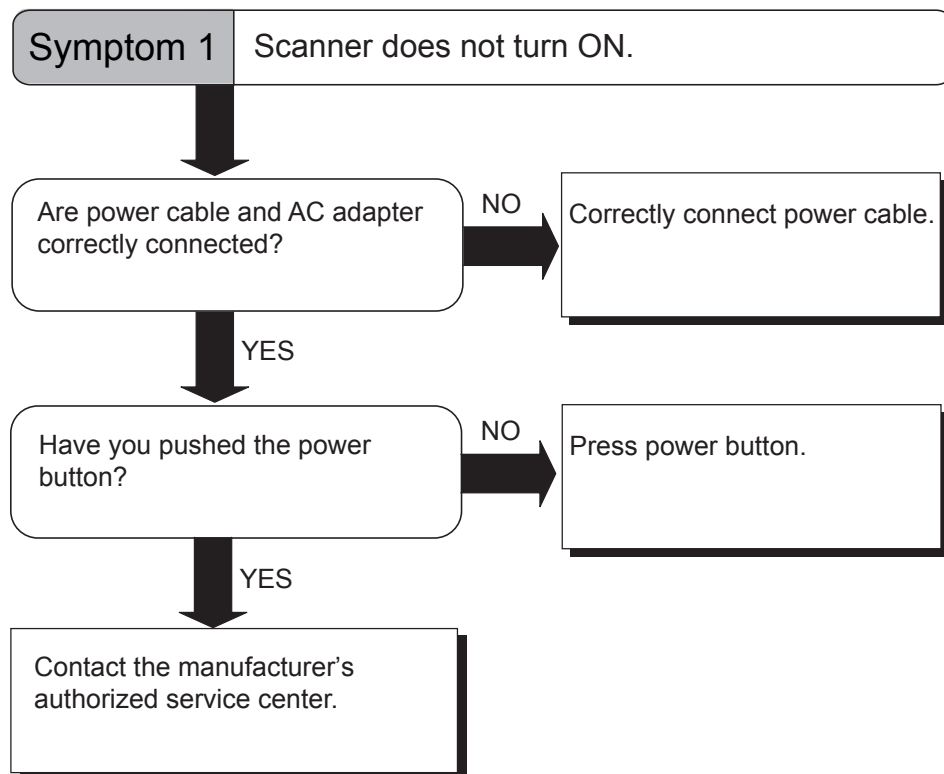 Symptom 1
Scanner does not turn ON.
Are power cable and AC adapter
correctly connected?
NO
Correctly connect power cable.
YES
Have you pushed the power
button?
NO
Press power button.
YES
Contact the manufacturer's
authorized service center.